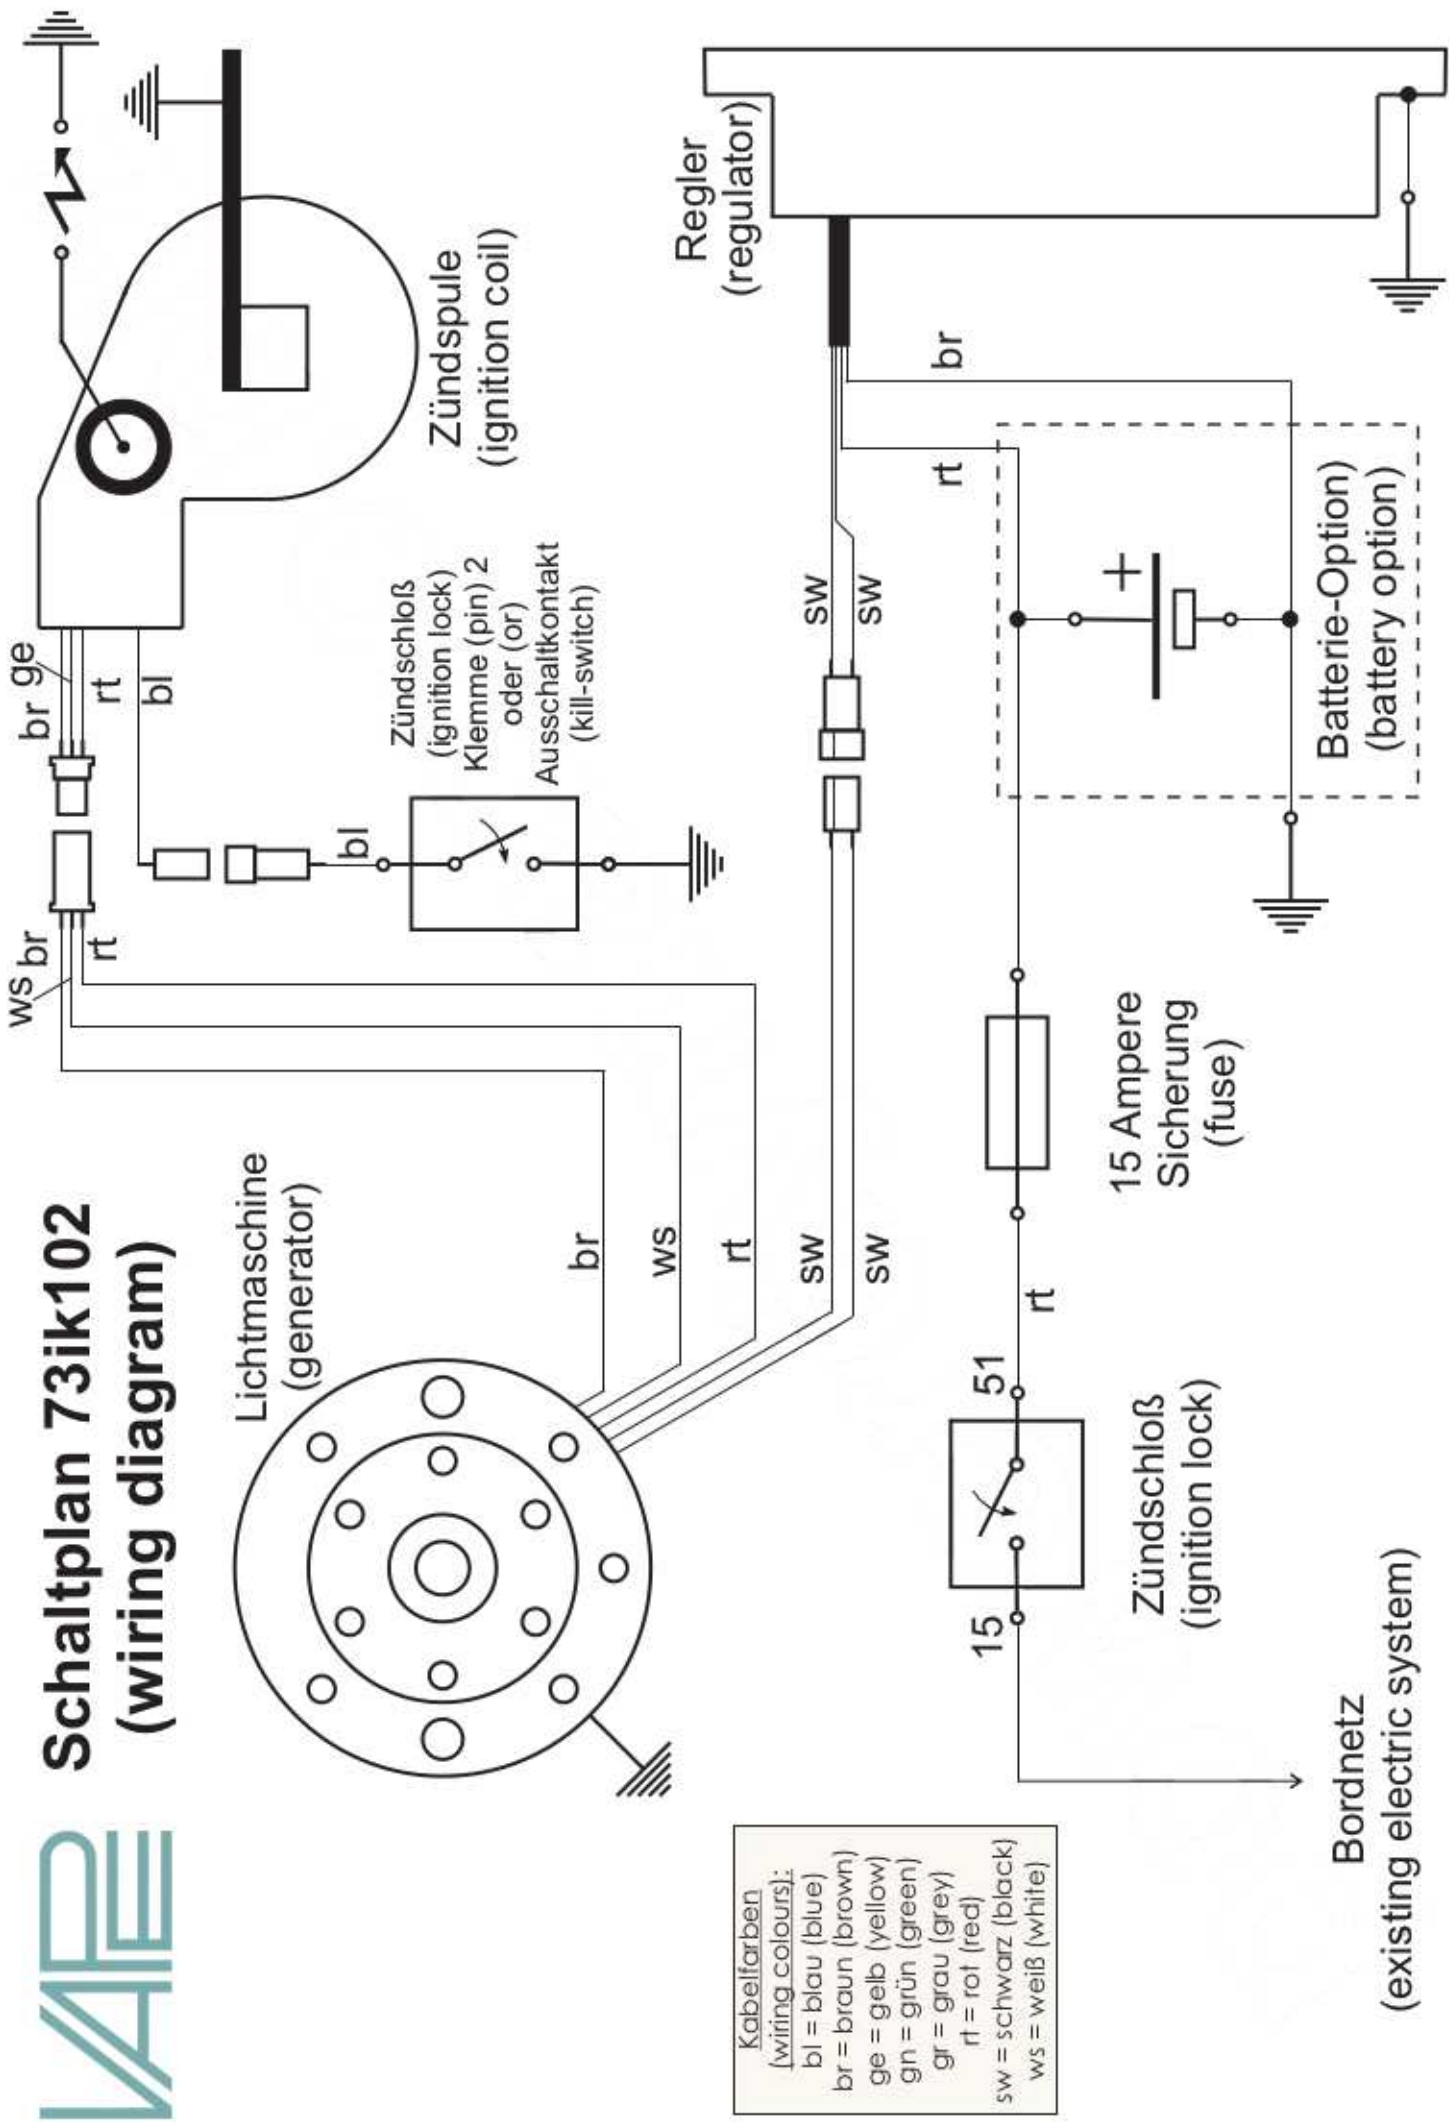 VAPE
Schaltplan 73ik102
(wiring diagram)
Lichtmaschine
(generator)
ws br
rt
br ge
rt
bl
bl
Zündschloß
(ignition lock)
Klemme (pin) 2
oder (or)
Ausschaltkontakt
(kill-switch)
Zündspule
(ignition coil)
br
ws
rt
sw
sw
sw
sw
Regler
(regulator)
rt
br
Kabelfarben
(wiring colours):
bl = blau (blue)
br = braun (brown)
ge = gelb (yellow)
gn = grün (green)
gr = grau (grey)
rt = rot (red)
sw = schwarz (black)
ws = weiß (white)
15
51
rt
Zündschloß
(ignition lock)
15 Ampere
Sicherung
(fuse)
+
Batterie-Option)
(battery option)
Bordnetz
(existing electric system)